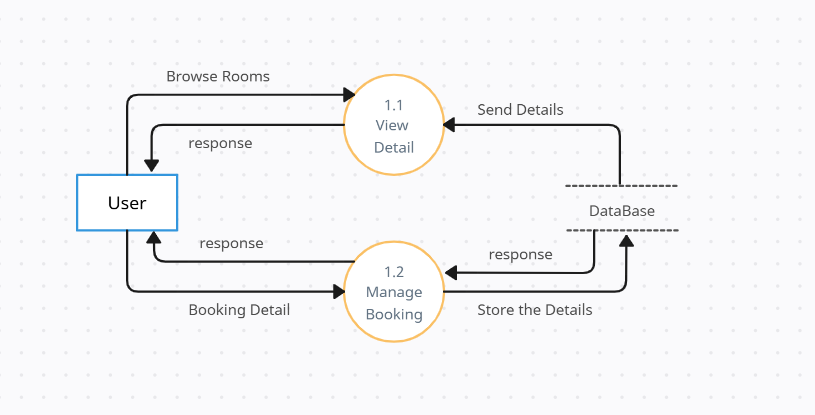 Browse Rooms
1.1
View
Detail
Send Details
response
User
DataBase
response
response
1.2
Manage
Booking
Booking Detail
Store the Details